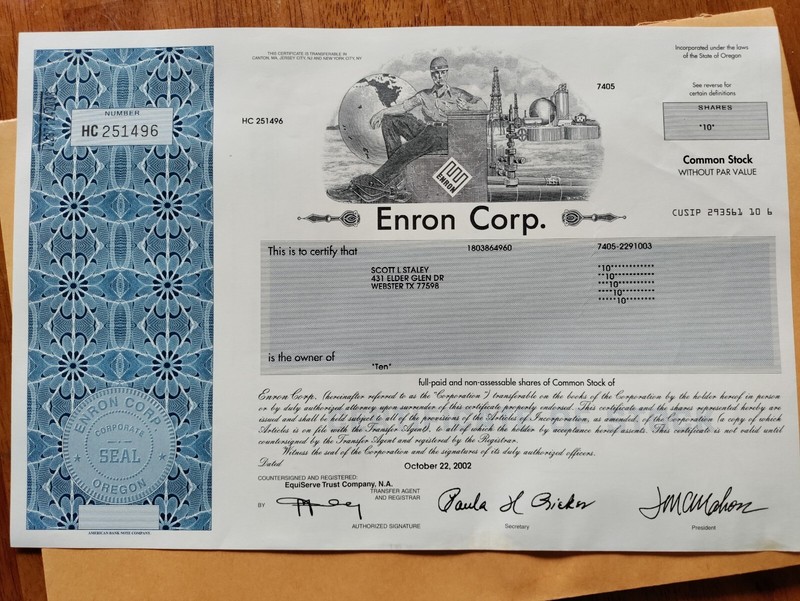 THIS CERTIFICATE IS TRANSFERABLE IN
CANTON, MA, JERSEY CITY, NJ AND NEW YORK CITY, NY
Incorporated under the laws
of the State of Oregon
NUMBER
HC 251496
HC 251496
7405
See reverse for
certain definitions
SHARES
*10*
ENRON
Common Stock
WITHOUT PAR VALUE
Enron Corp.
CUSIP 293561 10 6
This is to certify that
1803864960
7405-2291003
SCOTT L STALEY
431 ELDER GLEN DR
WEBSTER TX 77598
is the owner of
*Ten*
full-paid and non-assessable shares of Common Stock of
Enron Corp. (hereinafter referred to as the "Corporation") transferable on the books of the Corporation by the holder hereof in person
or by duly authorized attorney upon surrender of this certificate properly endorsed. This certificate and the shares represented hereby are
issued and shall be held subject to all of the provisions of the Articles of Incorporation, as amended, of the Corporation (a copy of which
Articles is on file with the Transfer Agent), to all of which the holder by acceptance hereof assents. This certificate is not valid until
countersigned by the Transfer Agent and registered by the Registrar.
Witness the seal of the Corporation and the signatures of its duly authorized officers.
Dated
October 22, 2002
COUNTERSIGNED AND REGISTERED:
EquiServe Trust Company, N.A.
TRANSFER AGENT
AND REGISTRAR
BY
AUTHORIZED SIGNATURE
Paula H Rieker
Secretary
J M McMahon
President
ENRON CORP
CORPORATE
SEAL
OREGON
AMERICAN BANK NOTE COMPANY